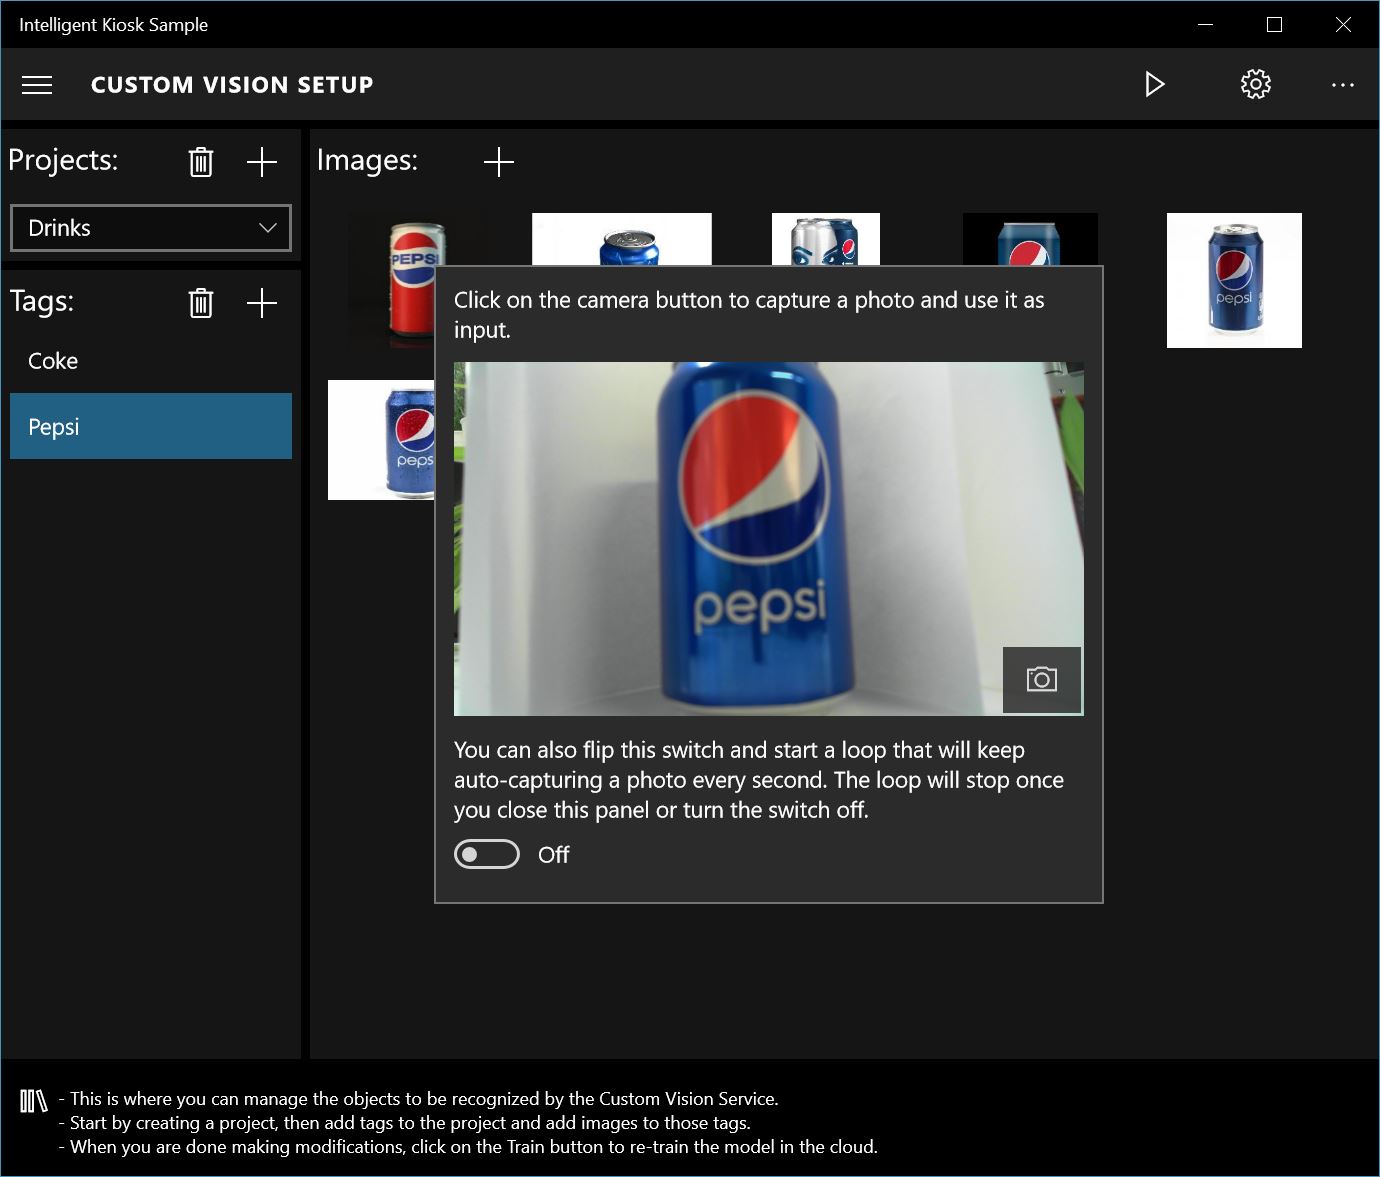 Intelligent Kiosk Sample
CUSTOM VISION SETUP
Projects:
Images:
Drinks
Tags:
Coke
Pepsi
PEPSI
pepsi
peps
Click on the camera button to capture a photo and use it as
input.
pepsi
You can also flip this switch and start a loop that will keep
auto-capturing a photo every second. The loop will stop once
you close this panel or turn the switch off.
Off
- This is where you can manage the objects to be recognized by the Custom Vision Service.
- Start by creating a project, then add tags to the project and add images to those tags.
- When you are done making modifications, click on the Train button to re-train the model in the cloud.